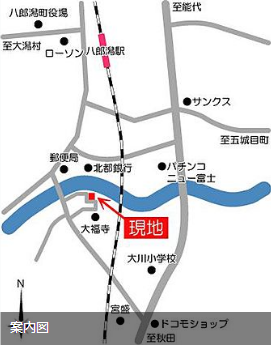 八郎潟町役場
至能代
八郎潟駅
至大潟村
ローソン
サンクス
至五城目町
郵便局
北都銀行
パチンコ
ニュー富士
現地
大福寺
大川小学校
N
宮盛
ドコモショップ
至秋田
案内図